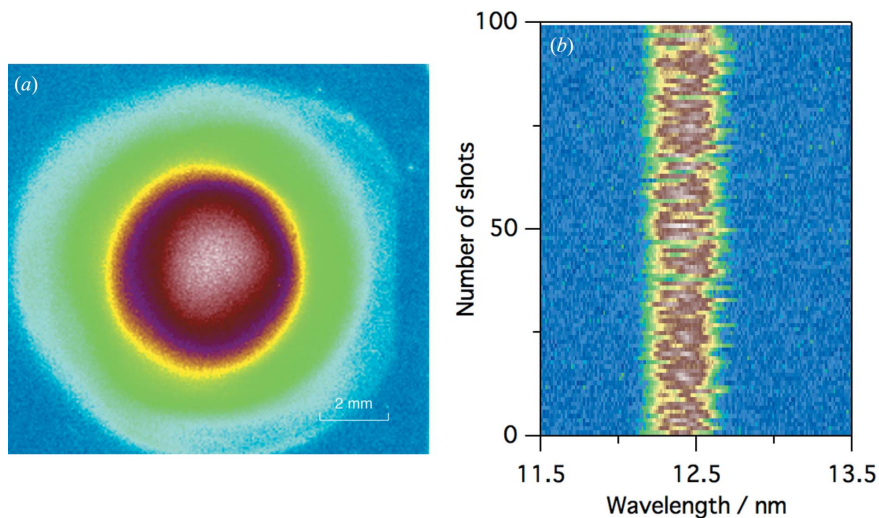 (a)
2 mm
(b)
100
50
0
Number of shots
11.5
12.5
13.5
Wavelength / nm